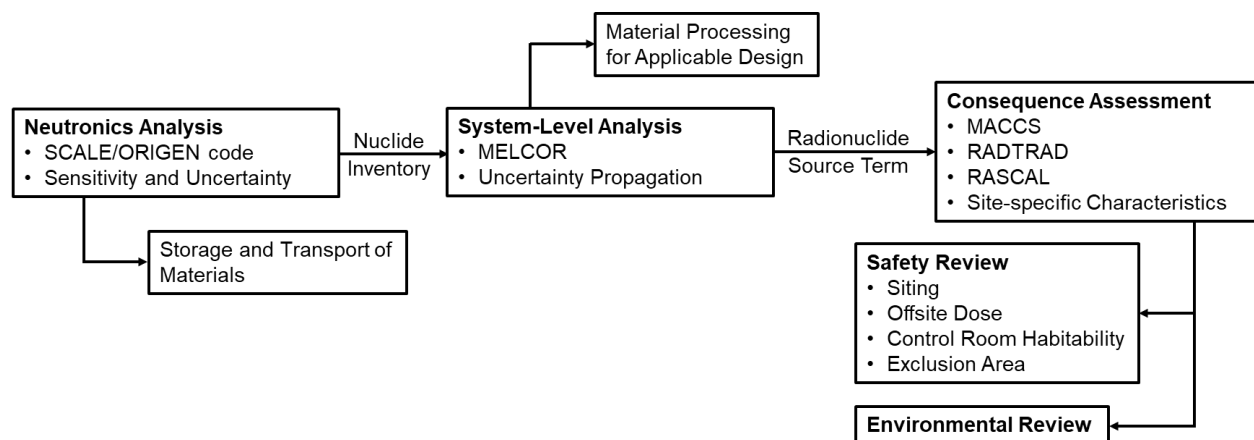 Material Processing
for Applicable Design
Neutronics Analysis
• SCALE/ORIGEN code
• Sensitivity and Uncertainty
Nuclide
Inventory
System-Level Analysis
• MELCOR
• Uncertainty Propagation
Radionuclide
Source Term
Consequence Assessment
• MACCS
• RADTRAD
• RASCAL
• Site-specific Characteristics
Storage and Transport of
Materials
Safety Review
• Siting
• Offsite Dose
• Control Room Habitability
• Exclusion Area
Environmental Review